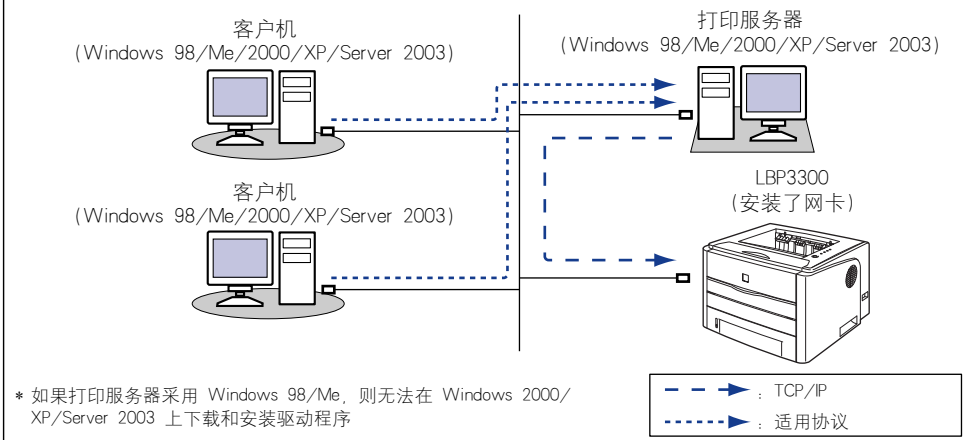 客户机
(Windows 98/Me/2000/XP/Server 2003)
打印服务器
(Windows 98/Me/2000/XP/Server 2003)
客户机
(Windows 98/Me/2000/XP/Server 2003)
LBP3300
(安装了网卡)
* 如果打印服务器采用 Windows 98/Me, 则无法在 Windows 2000/
XP/Server 2003 上下载和安装驱动程序
: TCP/IP
: 适用协议